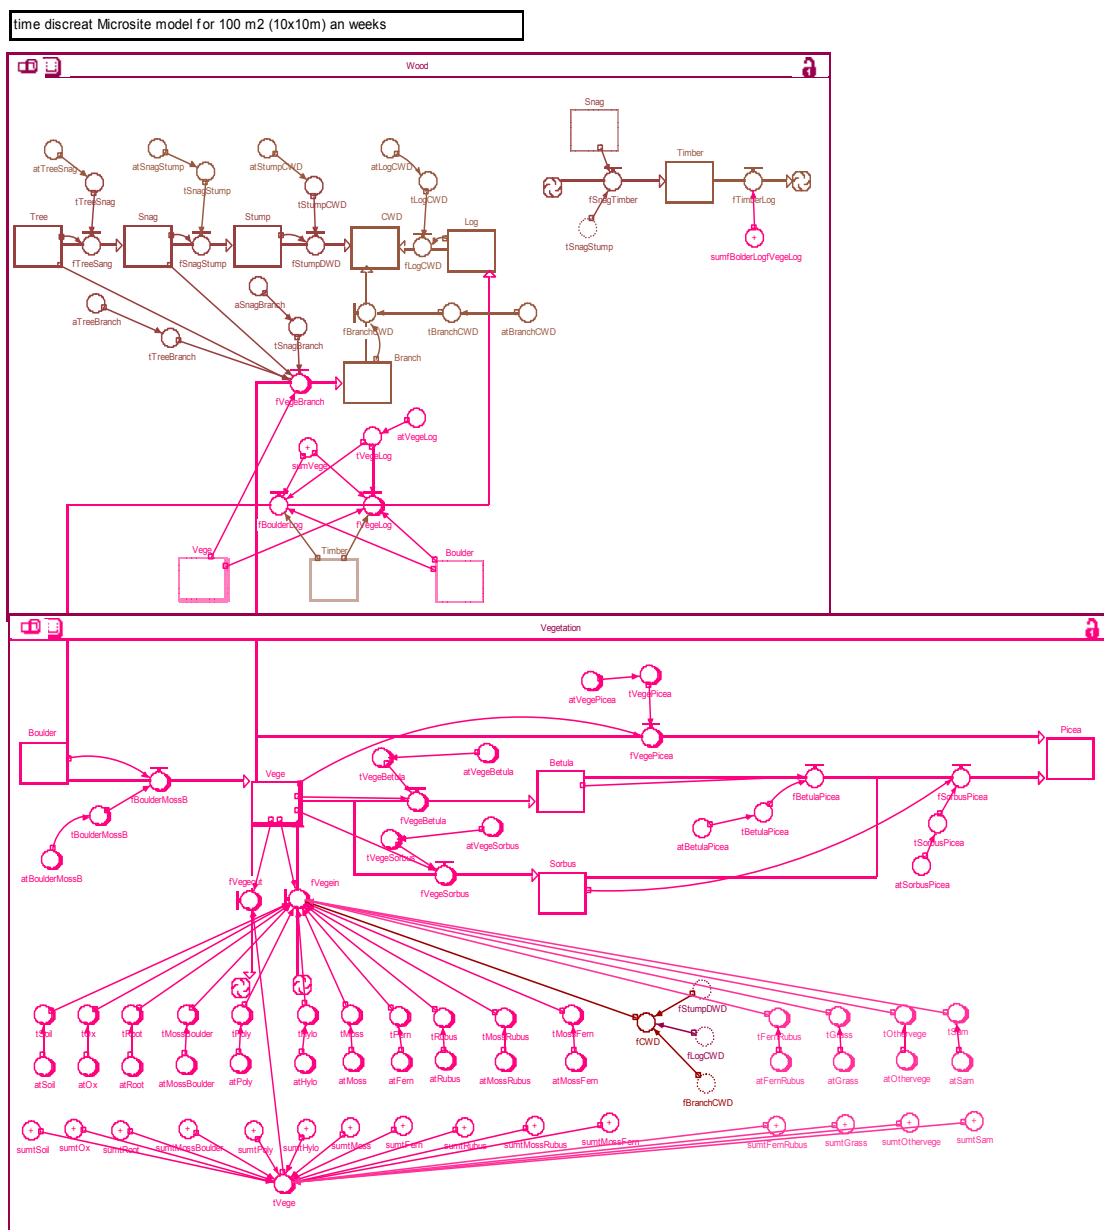 time discreat Microsite model for 100 m2 (10x10m) an weeks
Wood
Snag
atTreeSnag
atSnagStump
atStumpCWD
atLogCWD
Timber
tTreeSnag
tSnagStump
tStumpCWD
tLogCWD
fSnagTimber
fTimberLog
Tree
Snag
Stump
CWD
Log
tSnagStump
sumfBolderLogfVegeLog
fTreeSang
fSnagStump
fStumpDWD
fLogCWD
aSnagBranch
aTreeBranch
fBranchCWD
tBranchCWD
atBranchCWD
tSnagBranch
tTreeBranch
Branch
fVegeBranch
atVegeLog
tVegeLog
sumVege
fBoulderLog
fVegeLog
Vege
Timber
Boulder
Vegetation
atVegePicea
tVegePicea
Boulder
Picea
fVegePicea
Vege
tVegeBetula
atVegeBetula
Betula
fBoulderMossB
fVegeBetula
fBetulaPicea
fSorbusPicea
tBoulderMossB
tBetulaPicea
atBetulaPicea
tSorbusPicea
atVegeSorbus
tVegeSorbus
Sorbus
atBoulderMossB
atSorbusPicea
fVegeout
fVegein
fVegeSorbus
fStumpDWD
tSoil
tOx
tRoot
tMossBoulder
tPoly
tHylo
tMoss
tFern
tRubus
tMossRubus
tMossFern
fCWD
fLogCWD
tFernRubus
tGrass
tOthervege
tSam
atSoil
atOx
atRoot
atMossBoulder
atPoly
atHylo
atMoss
atFern
atRubus
atMossRubus
atMossFern
atFernRubus
atGrass
atOthervege
atSam
fBranchCWD
sumtSoil
sumtOx
sumtRoot
sumtMossBoulder
sumtPoly
sumtHylo
sumtMoss
sumtFern
sumtRubus
sumtMossRubus
sumtMossFern
sumtFernRubus
sumtGrass
sumtOthervege
sumtSam
tVege